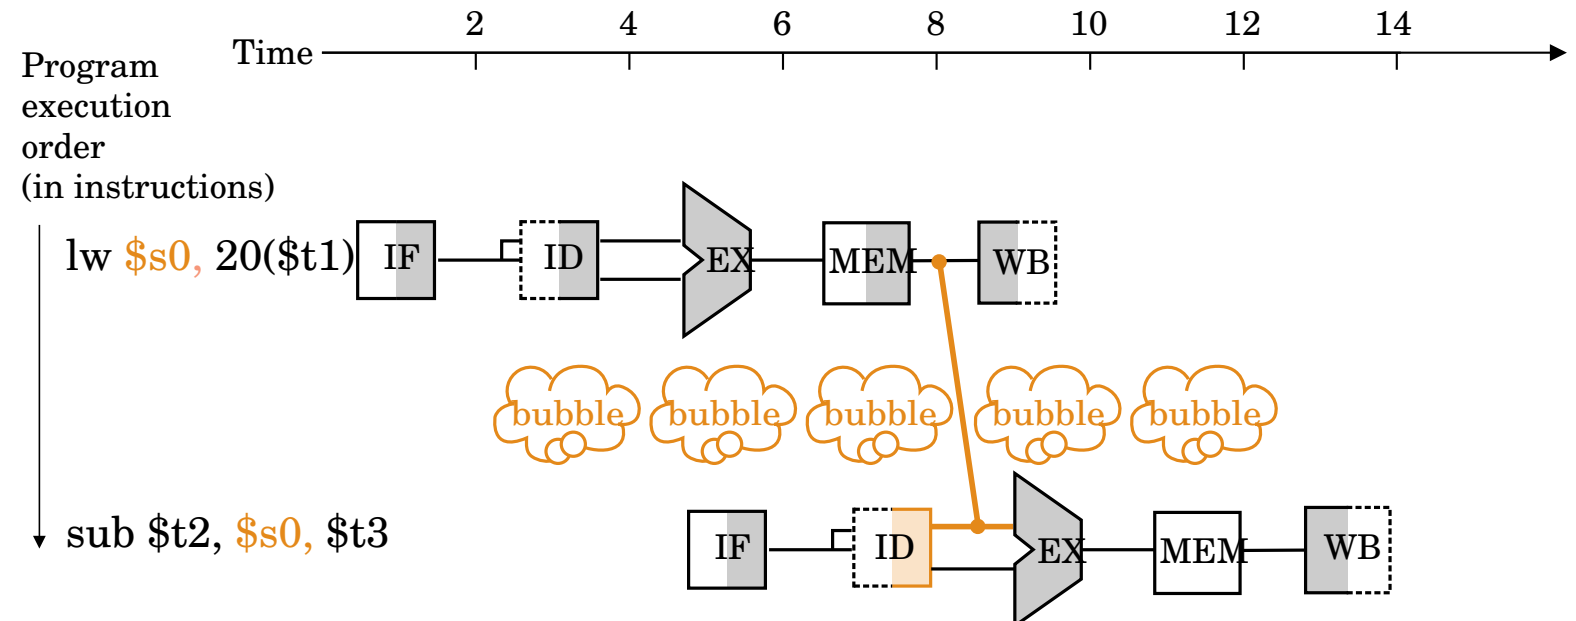 2 4 6 8 10 12 14
Time
Program
execution
order
(in instructions)
lw $s0, 20($t1)
IF ID EX MEM WB
bubble bubble bubble bubble bubble
sub $t2, $s0, $t3
IF ID EX MEM WB